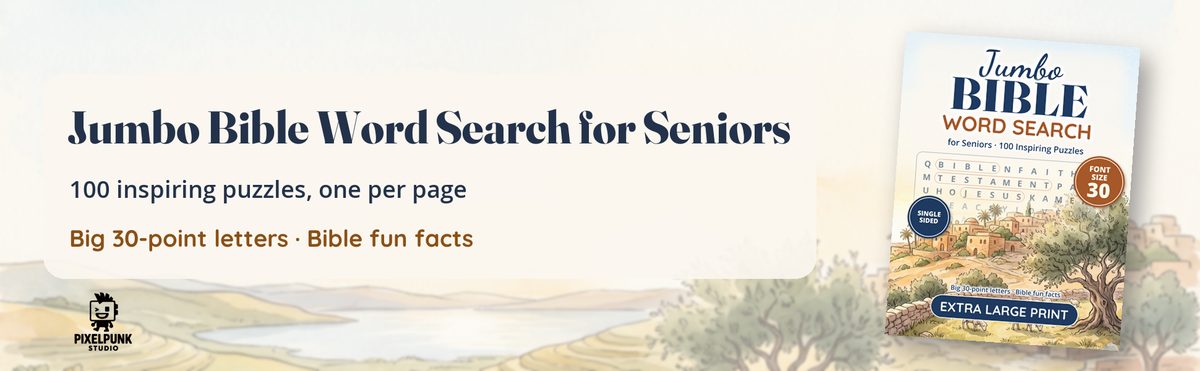 Jumbo Bible Word Search for Seniors
100 inspiring puzzles, one per page
Big 30-point letters · Bible fun facts
PIXELPUNK
STUDIO
Jumbo
BIBLE
WORD SEARCH
for Seniors · 100 Inspiring Puzzles
Q B I B L E N F A I T H
M T E S T A M E N T P A
U H O J E S U S K A M E
FONT
SIZE
30
SINGLE
SIDED
Big 30-point letters · Bible fun facts
EXTRA LARGE PRINT